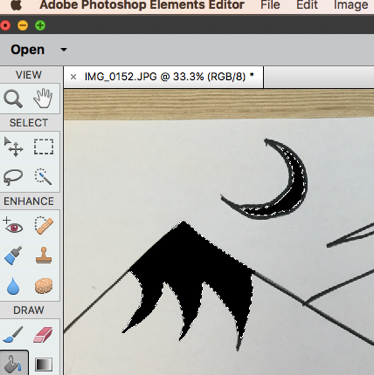 Adobe Photoshop Elements Editor File Edit Image
Open
VIEW
× IMG_0152.JPG @ 33.3% (RGB/8) *
SELECT
ENHANCE
DRAW